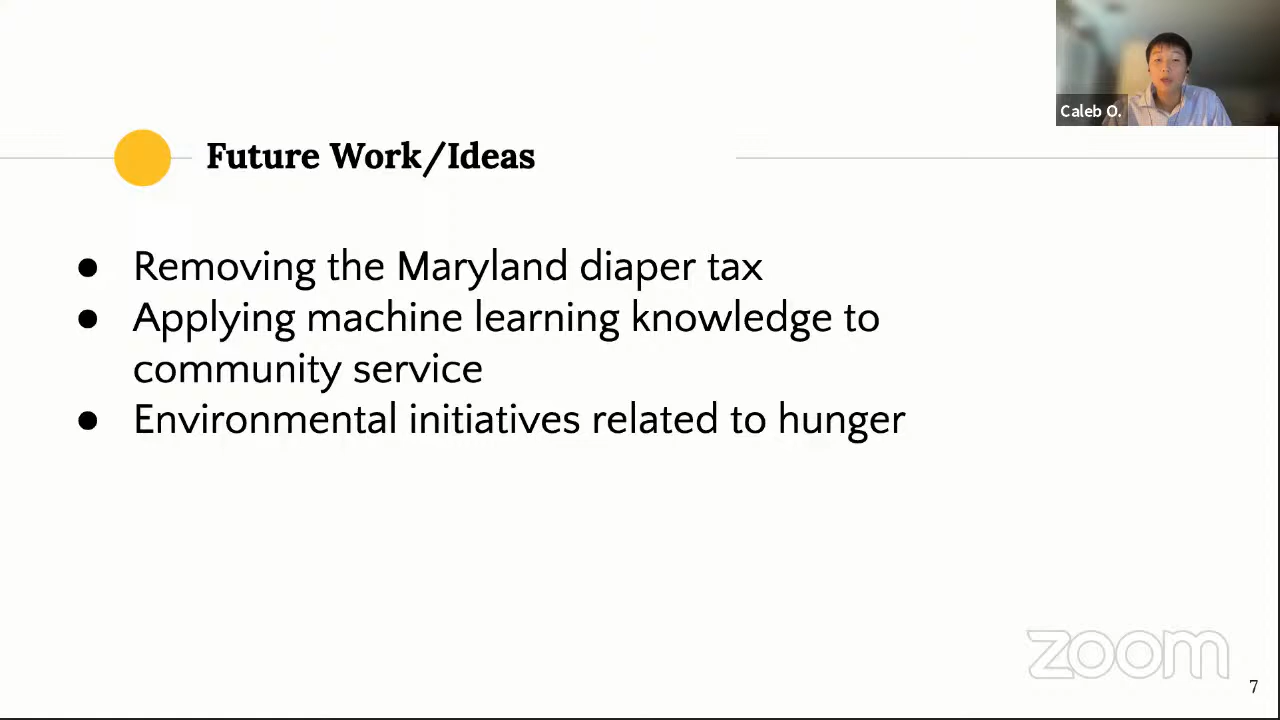 Caleb O.
Future Work/Ideas
● Removing the Maryland diaper tax
● Applying machine learning knowledge to
community service
● Environmental initiatives related to hunger
zoom
7